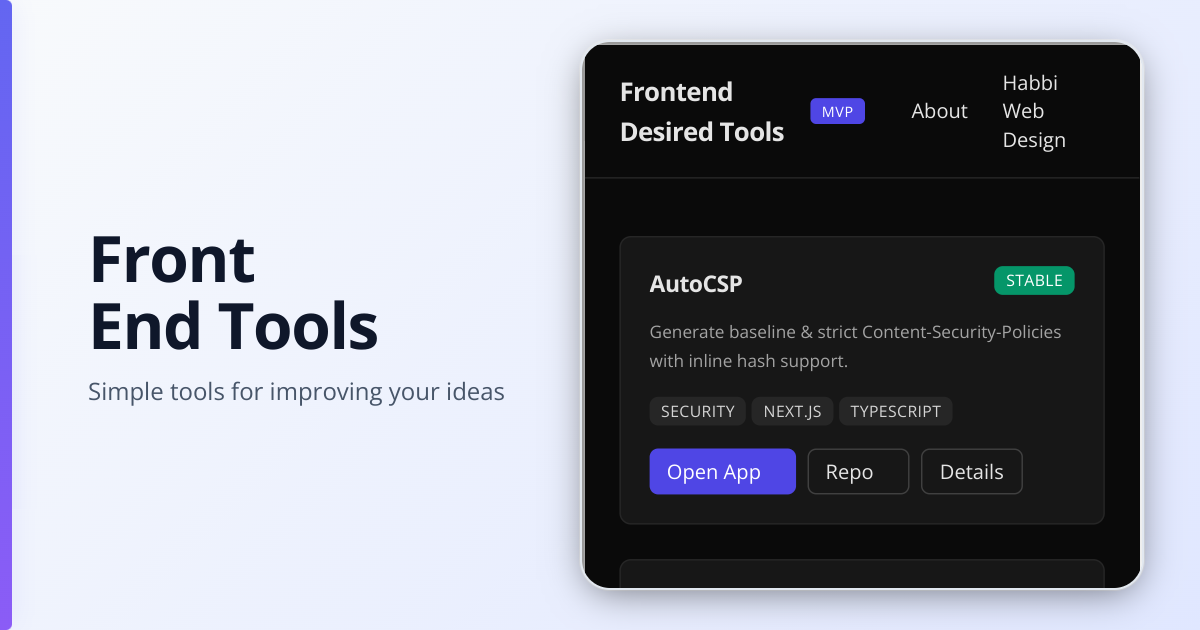 Front
End Tools
Simple tools for improving your ideas
Frontend
Desired Tools
MVP
About
Habbi
Web
Design
AutoCSP
STABLE
Generate baseline & strict Content-Security-Policies
with inline hash support.
SECURITY NEXT.JS TYPESCRIPT
Open App Repo Details